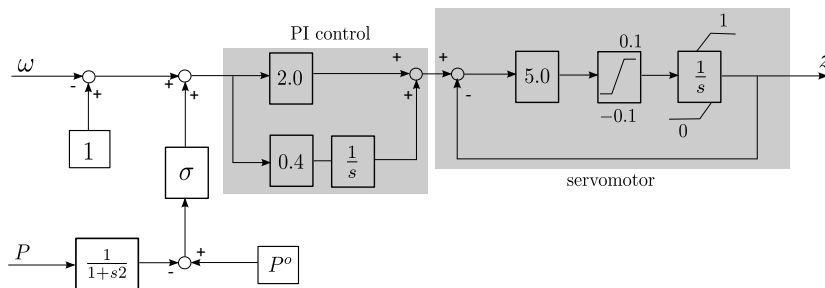 PI control
ω
-
+
+
+
2.0
+
+
+
-
5.0
0.1
-0.1
1
1/s
0
z
1
0.4
1/s
σ
servomotor
P
1/1+s2
-
+
P^o